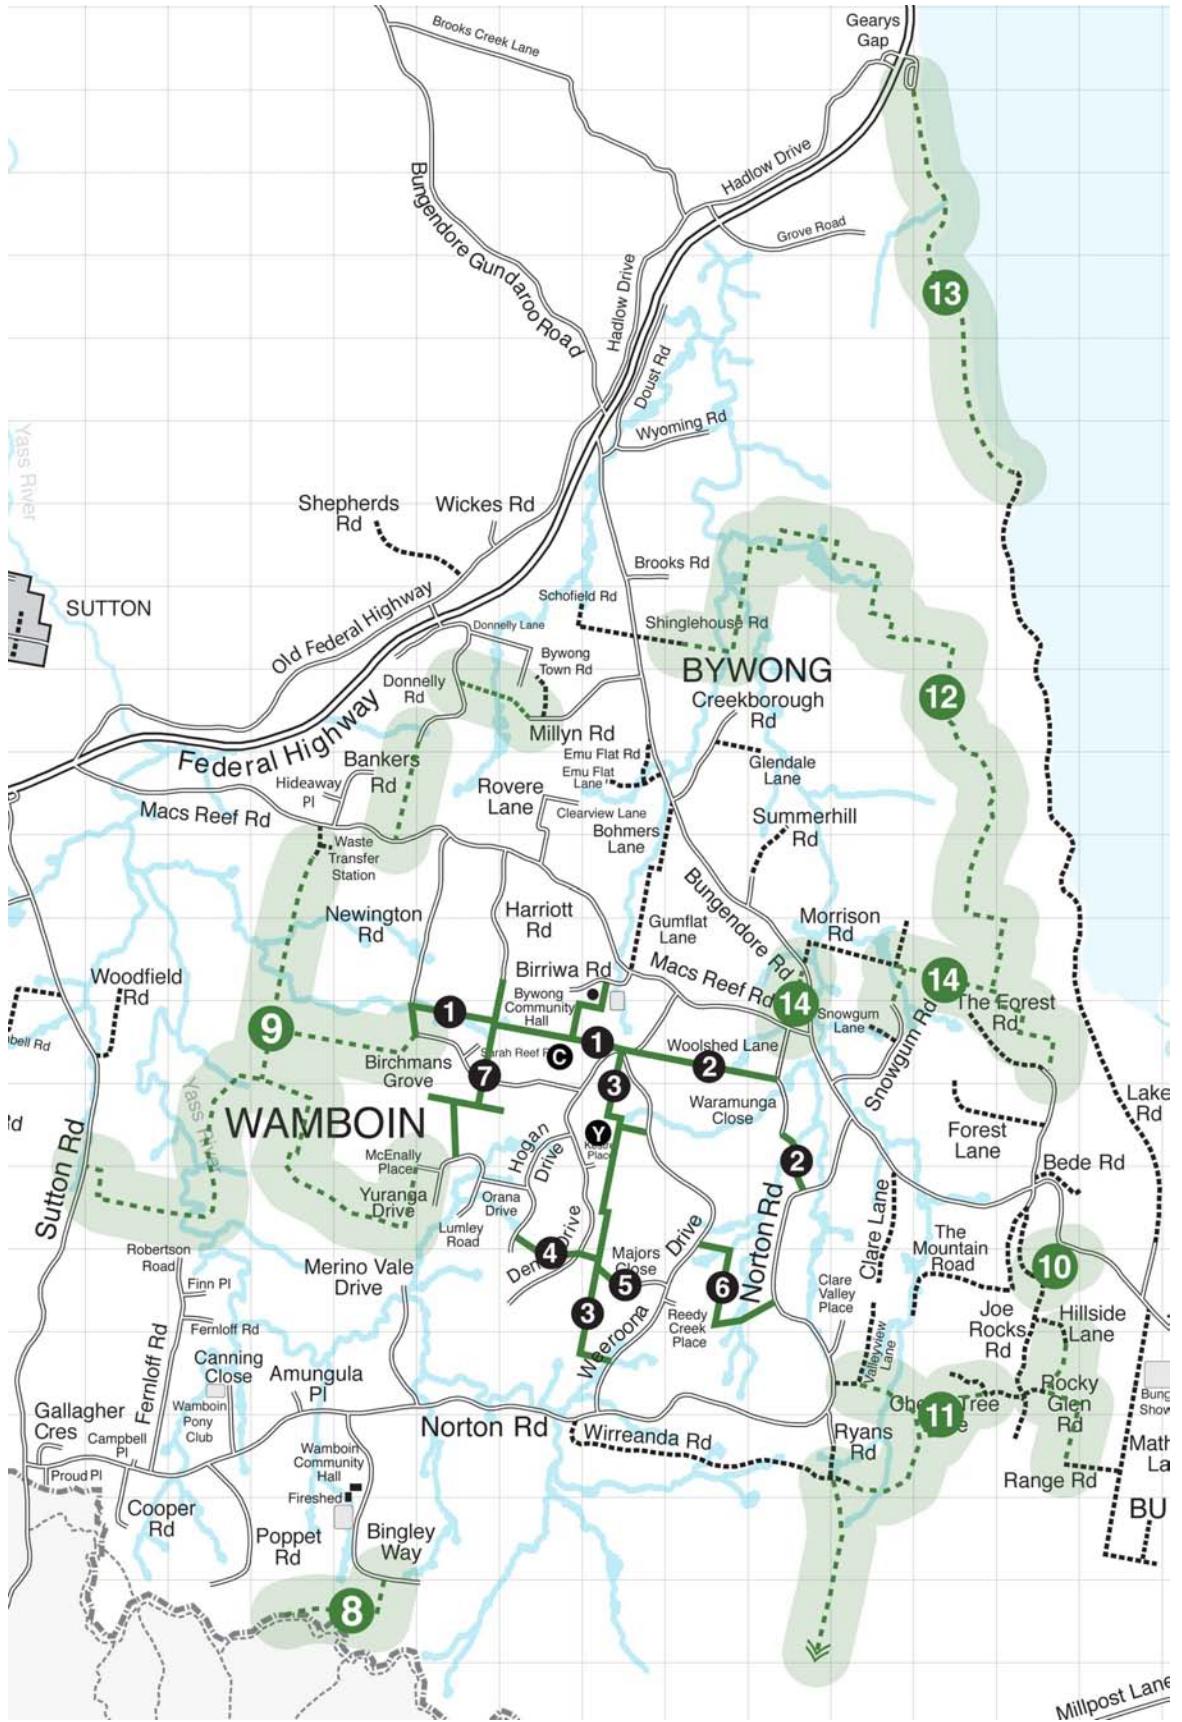 Gearys
Gap
Brooks Creek Lane
Hadlow Drive
Bungendore Gundaroo Road
Grove Road
Hadlow Drive
13
Doust Rd
Wyoming Rd
Yass River
Shepherds
Rd
Wickes Rd
Brooks Rd
Schofield Rd
SUTTON
Shinglehouse Rd
Old Federal Highway
Donnelly Lane
Bywong
Town Rd
BYWONG
Donnelly
Rd
Creekborough
Rd
12
Federal Highway
Millyn Rd
Emu Flat Rd
Emu Flat
Lane
Bankers
Rd
Glendale
Lane
Hideaway
Pl
Rovere
Lane
Clearview Lane
Macs Reef Rd
Bohmers
Lane
Summerhill
Rd
Waste
Transfer
Station
Bungendore Rd
Newington
Rd
Harriott
Rd
Gumflat
Lane
Morrison
Rd
Woodfield
Rd
Birriwa Rd
Macs Reef Rd
14
14
Bywong
Community
Hall
The Forest
Rd
Snowgum
Lane
Snowgum Rd
1
9
1
C
Woolshed Lane
Birchmans
Grove
2
7
3
Waramunga
Close
Lake
Rd
Yass River
WAMBOIN
Y
Place
Forest
Lane
Sutton Rd
McEnally
Place
Hogan
Drive
2
Bede Rd
Yuranga
Drive
Orana
Drive
Norton Rd
Clare Lane
Lumley
Road
Drive
Drive
The
Mountain
Road
Robertson
Road
Merino Vale
Drive
4
Majors
Close
10
Finn Pl
5
6
Clare
Valley
Place
Joe
Rocks
Rd
Hillside
Lane
3
Weeroona
Reedy
Creek
Place
Fernloff Rd
Fernloff Rd
Valleyview
Lane
Canning
Close
Amungula
Pl
Rocky
Glen
Rd
11
Gallagher
Cres
Wamboin
Pony
Club
Norton Rd
Wirreanda Rd
Ryans
Rd
Campbell
Pl
Wamboin
Community
Hall
Proud Pl
Range Rd
Fireshed
Cooper
Rd
Poppet
Rd
Bingley
Way
BU
8
Millpost Lane